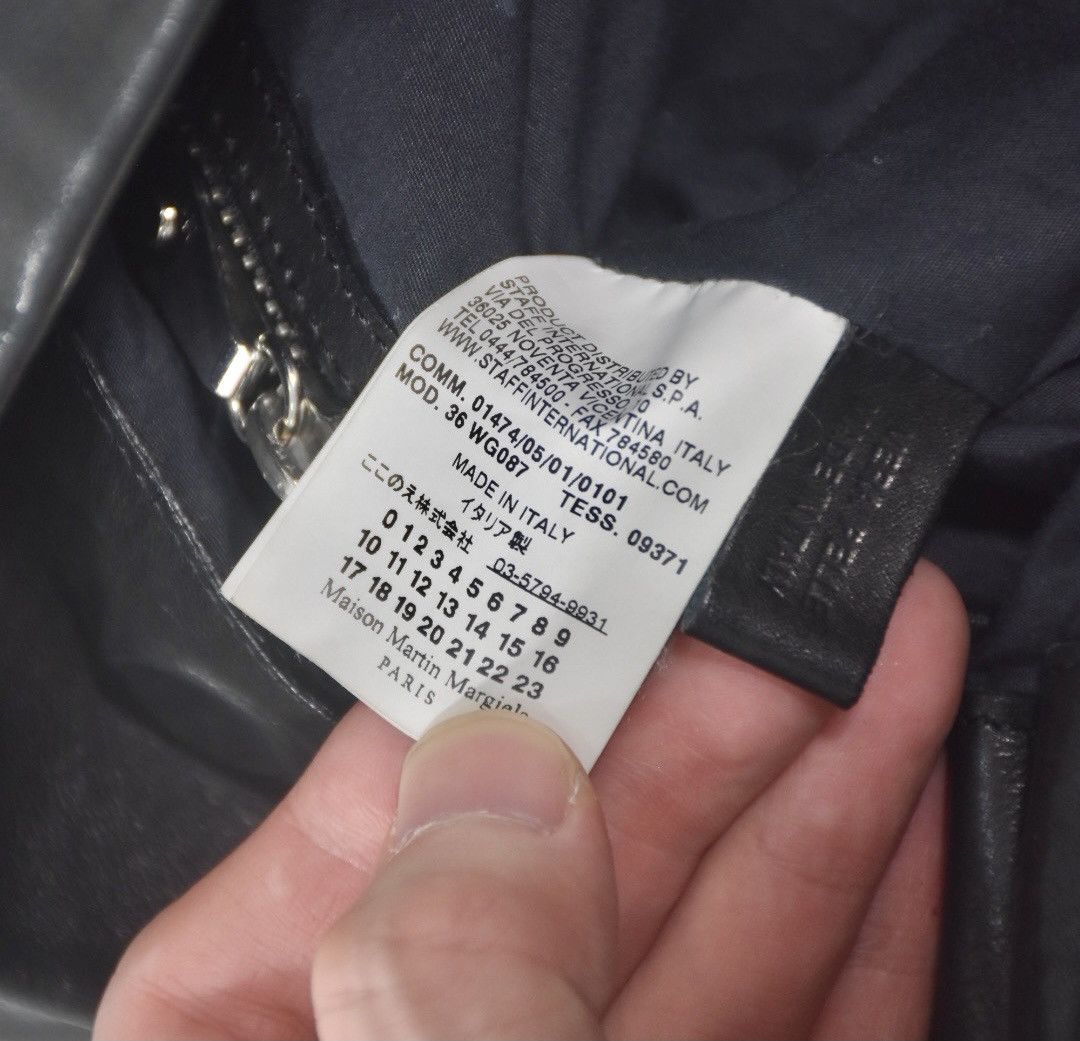 PRODUCT DISTRIBUTED BY
STAFF INTERNATIONAL S.P.A.
VIA DEL PROGRESSO, 10
36025 NOVENTA VICENTINA ITALY
TEL 0444/784500 - FAX 784580
WWW.STAFFINTERNATIONAL.COM
COMM. 01474/05/01/0101
MOD. 36 WG087 TESS. 09371
MADE IN ITALY
イタリア製
ここのえ株式会社 03-5794-9931
0 1 2 3 4 5 6 7 8 9
10 11 12 13 14 15 16
17 18 19 20 21 22 23
Maison Martin Margiela
PARIS